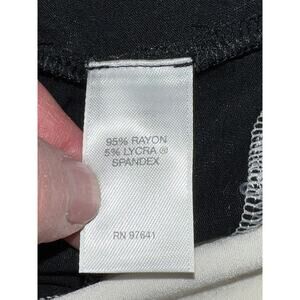 95% RAYON
5% LYCRA ®
SPANDEX
RN 97641